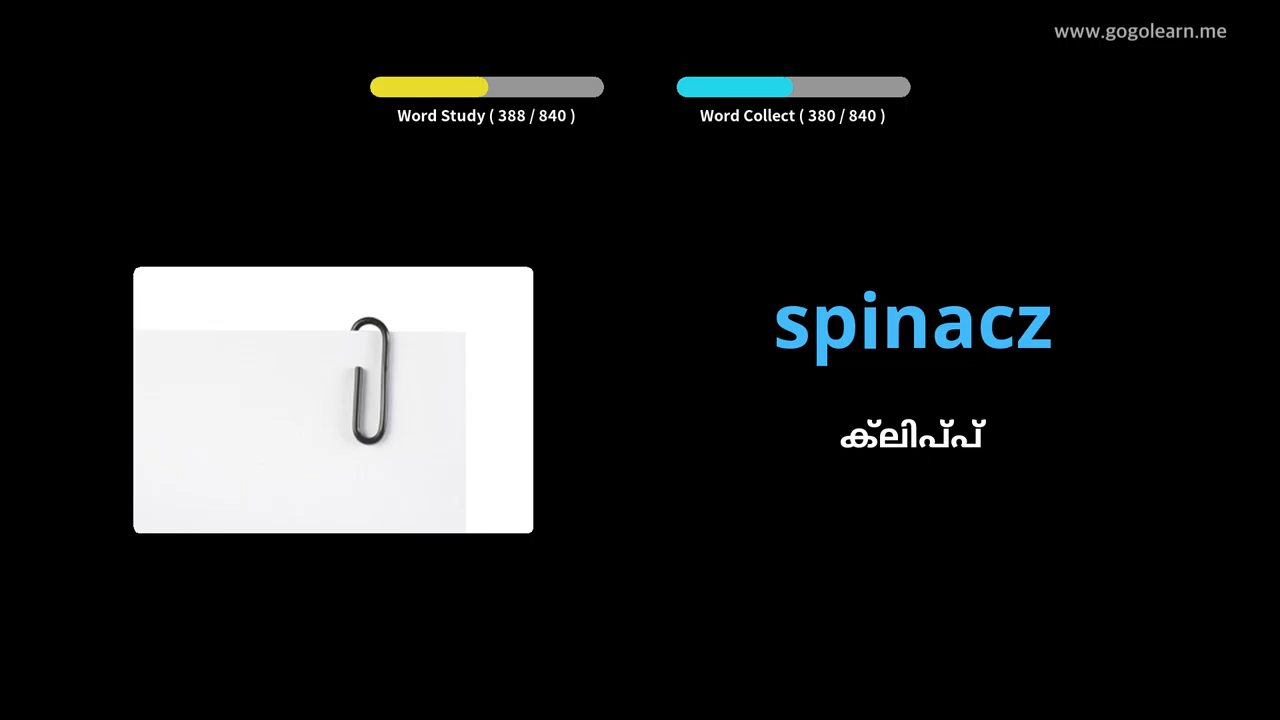 www.gogolearn.me
Word Study ( 388 / 840 )
Word Collect ( 380 / 840 )
spinacz
ക്ലിപ്പ്